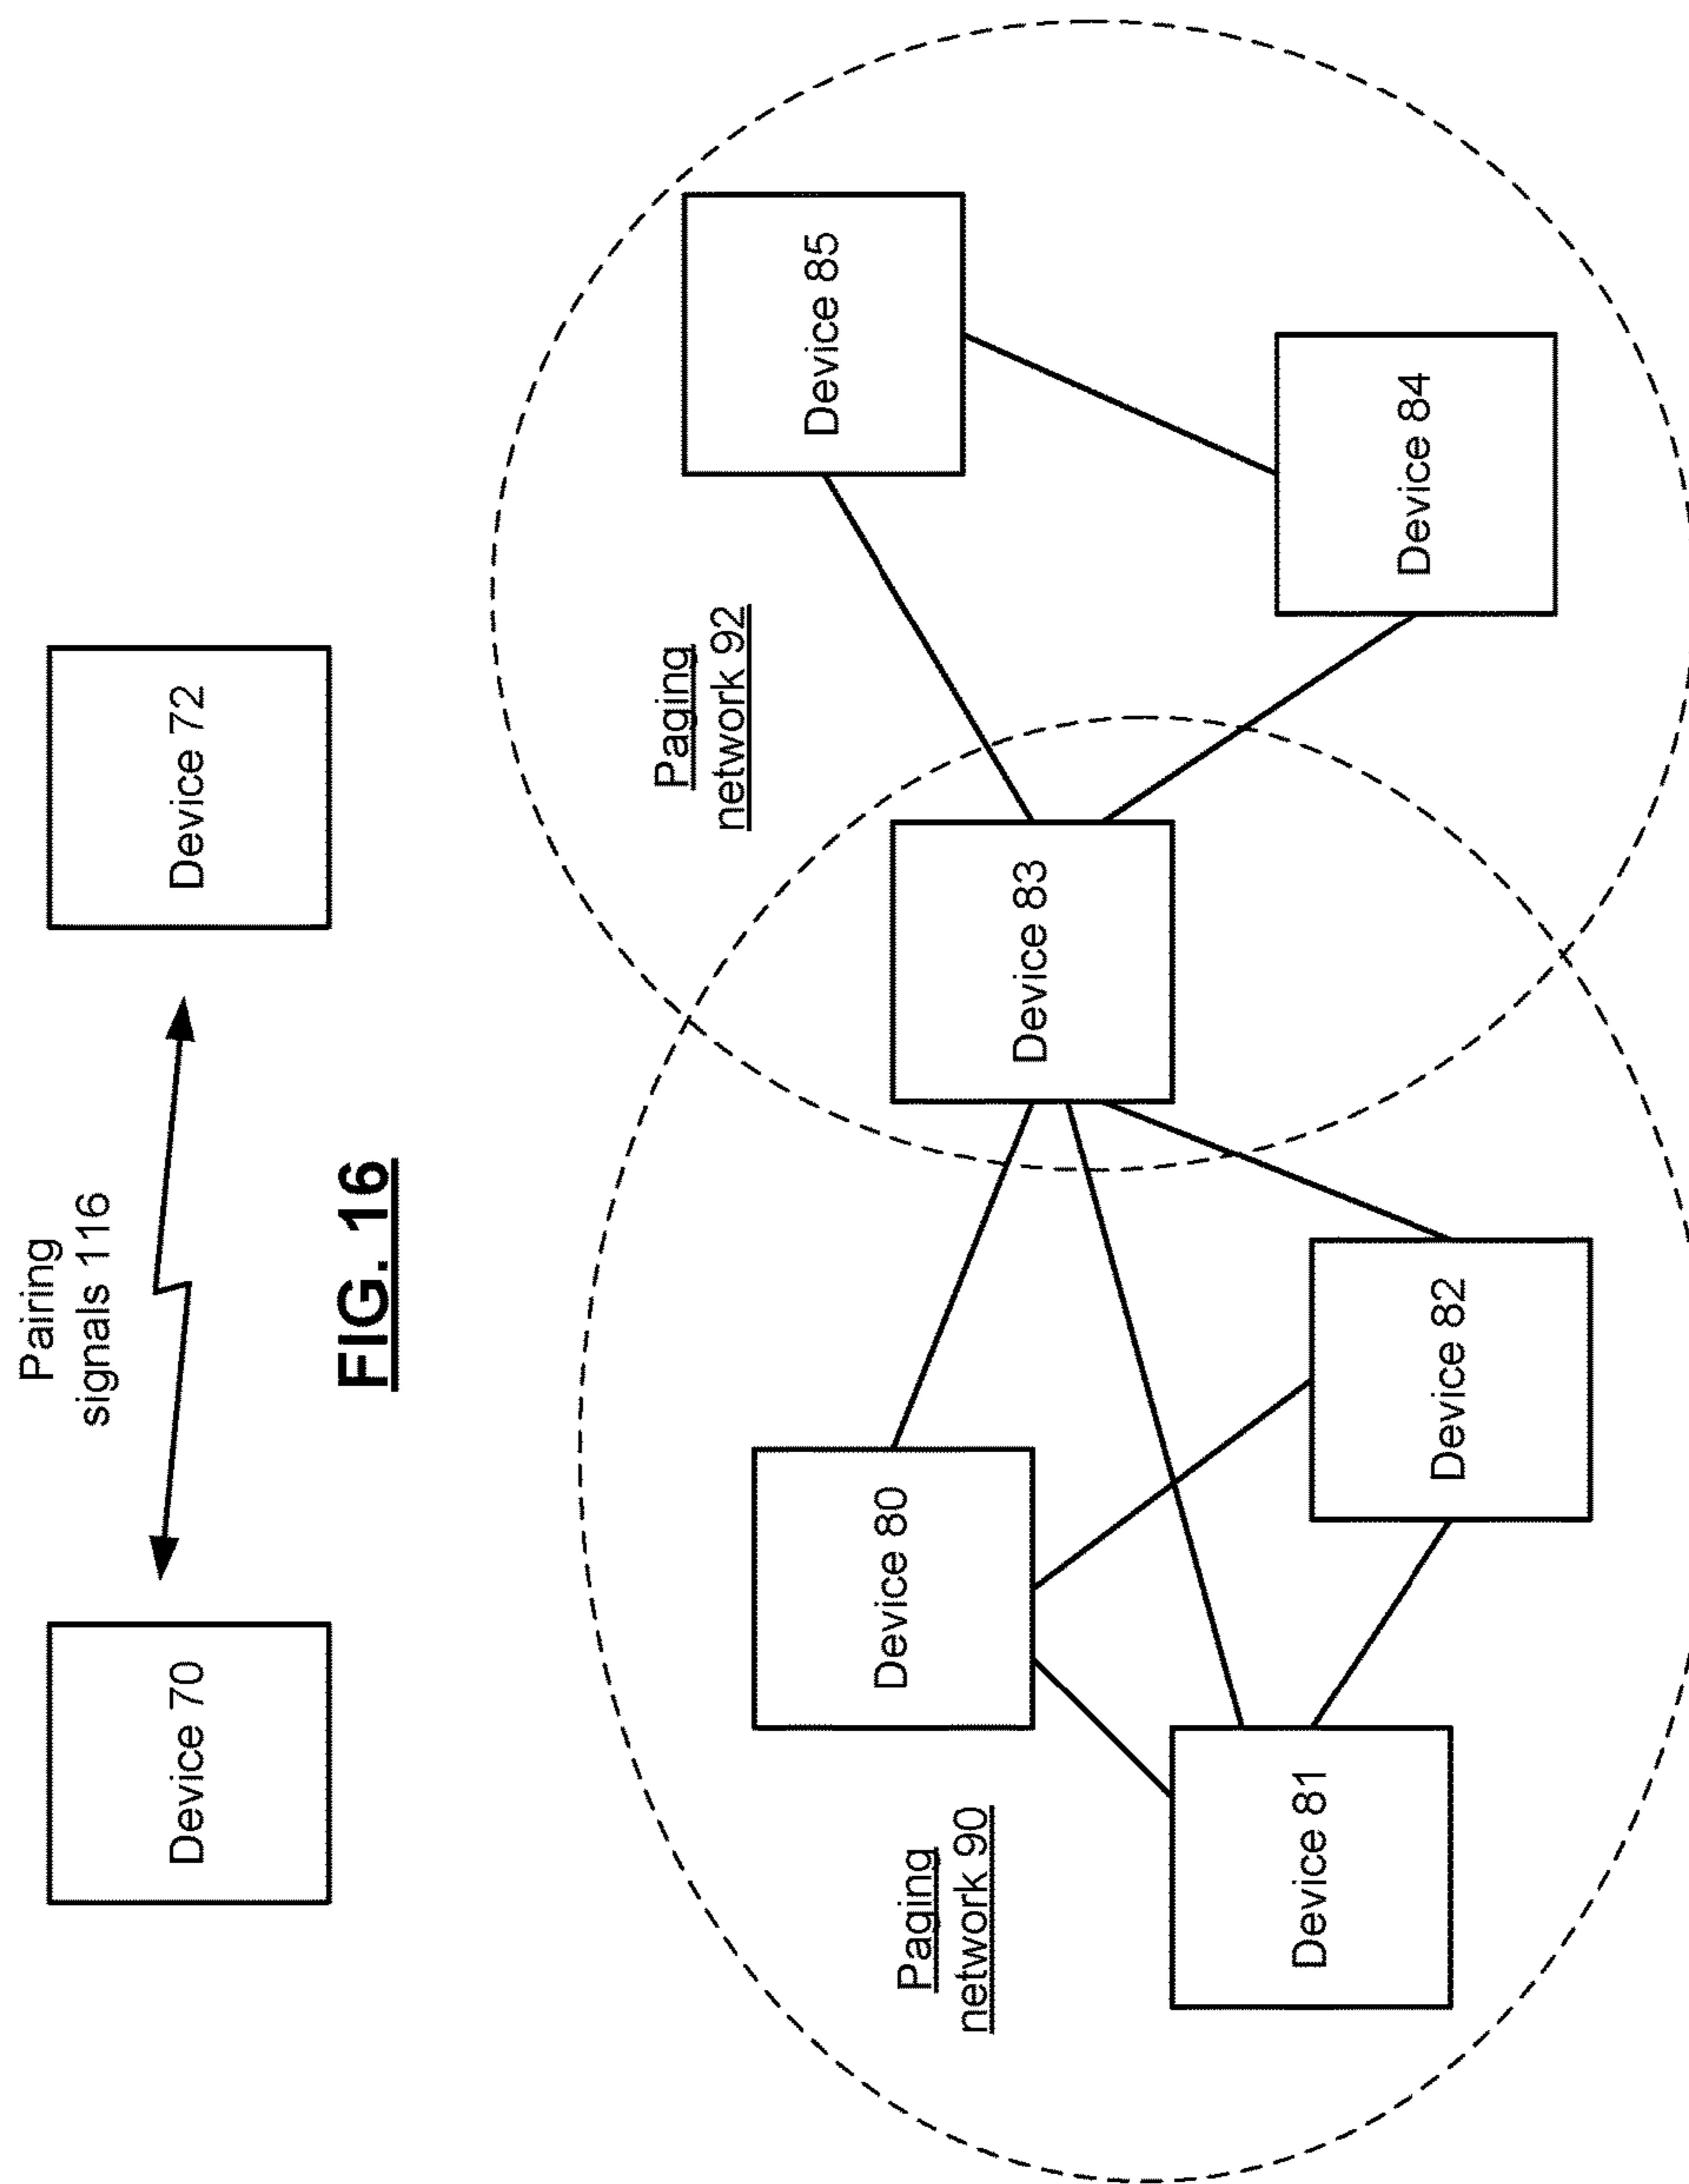 Pairing
signals 116
Device 70
Device 72
FIG. 16
Paging
network 92
Device 85
Device 80
Device 83
Paging
network 90
Device 84
Device 81
Device 82